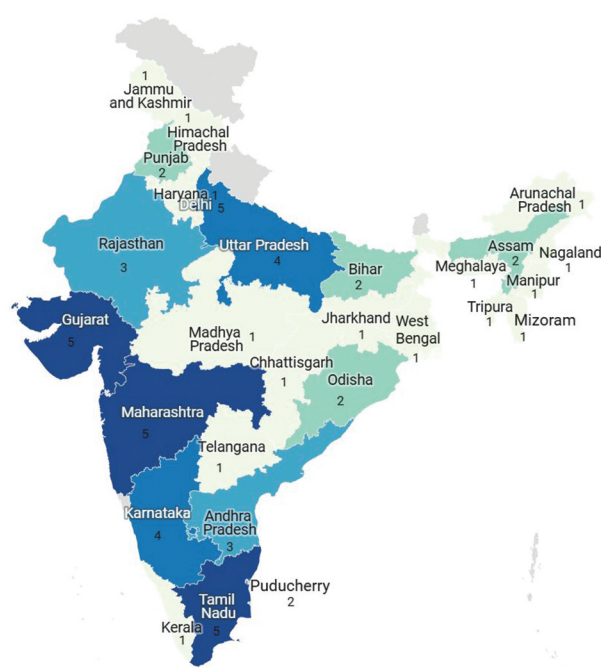 1
Jammu
and Kashmir
1
Himachal
Pradesh
Punjab
2
Haryana 1
Delhi
5
Rajasthan
3
Uttar Pradesh
4
Bihar
2
Arunachal
Pradesh 1
Assam
2
Nagaland
1
Meghalaya
1
Manipur
1
Tripura
1
Mizoram
1
Gujarat
5
Madhya
Pradesh 1
Jharkhand
1
West
Bengal
1
Chhattisgarh
1
Odisha
2
Maharashtra
5
Telangana
1
Karnataka
4
Andhra
Pradesh
3
Puducherry
2
Tamil
Nadu
5
Kerala
1